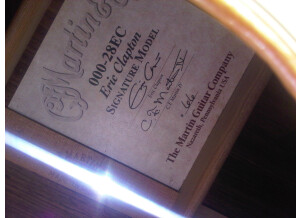 Martin & C
000-28EC
Eric Clapton
SIGNATURE MODEL
The Martin Guitar Company
Nazareth, Pennsylvania USA